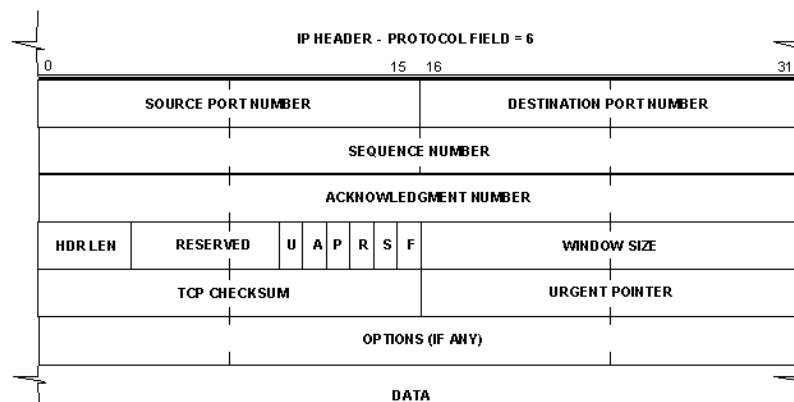 IP HEADER - PROTOCOL FIELD = 6
0 15 16 31
SOURCE PORT NUMBER DESTINATION PORT NUMBER
SEQUENCE NUMBER
ACKNOWLEDGMENT NUMBER
HDR LEN RESERVED U A P R S F WINDOW SIZE
TCP CHECKSUM URGENT POINTER
OPTIONS (IF ANY)
DATA